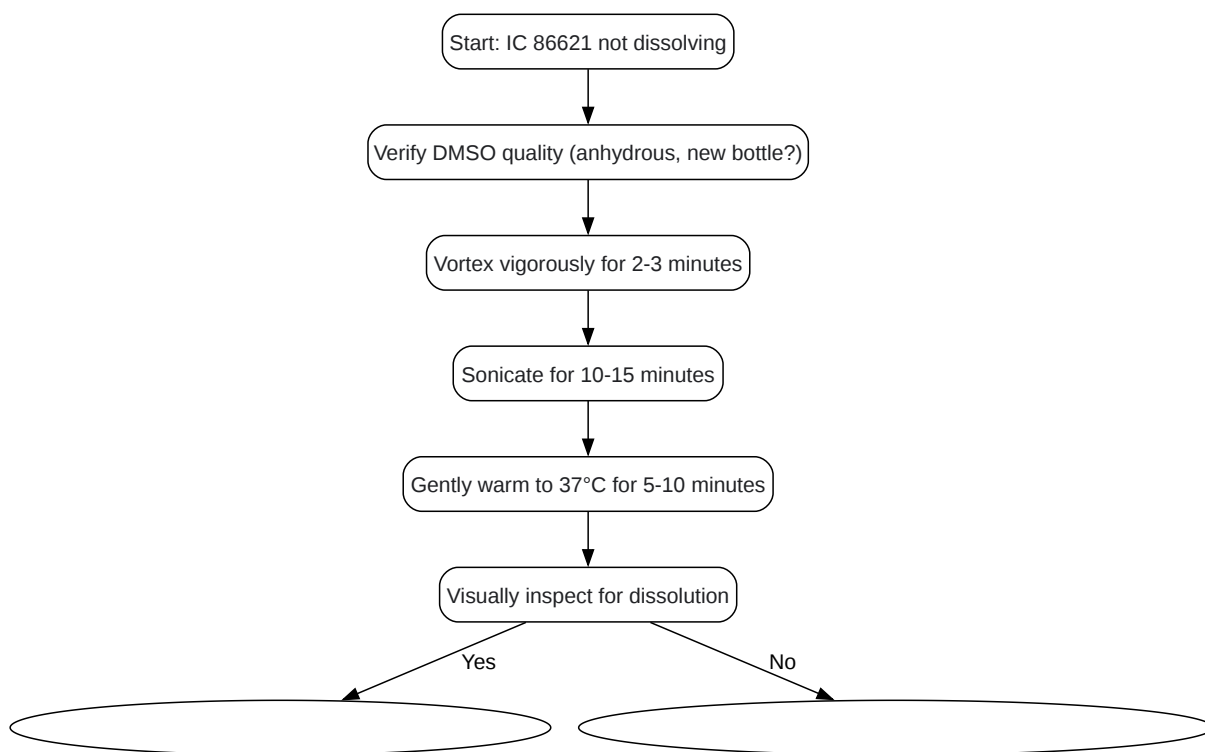 Start: IC 86621 not dissolving
Verify DMSO quality (anhydrous, new bottle?)
Vortex vigorously for 2-3 minutes
Sonicate for 10-15 minutes
Gently warm to 37°C for 5-10 minutes
Visually inspect for dissolution
Yes
No